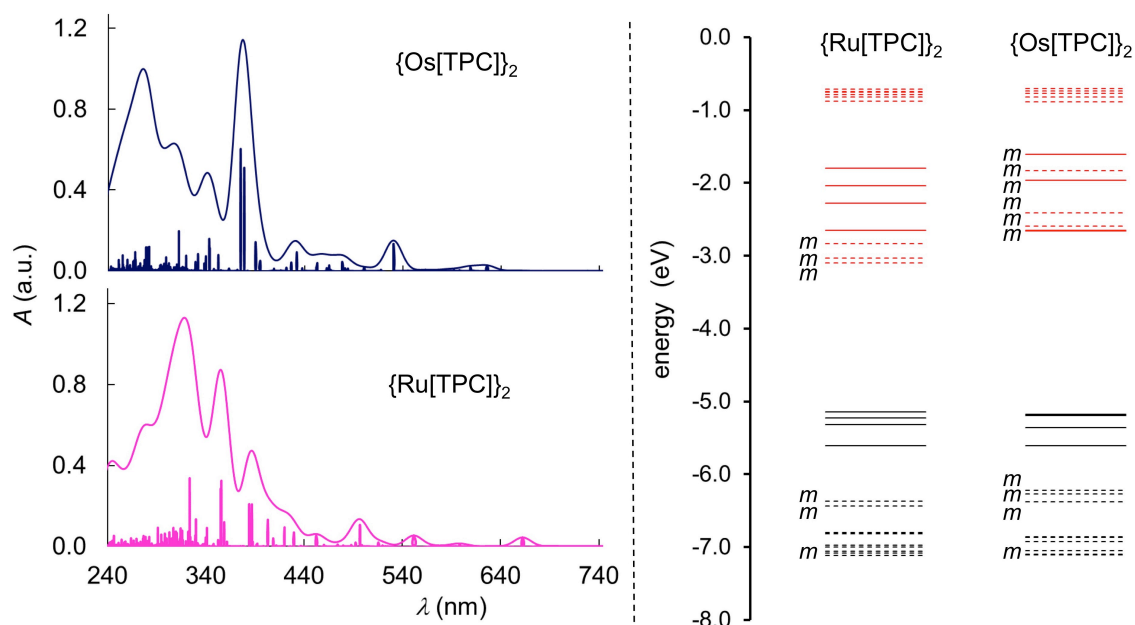 1.2
0.8
0.4
0.0
{Os[TPC]}₂
1.2
0.8
0.4
0.0
{Ru[TPC]}₂
240
340
440
540
640
740
A (a.u.)
λ (nm)
0.0
-1.0
-2.0
-3.0
-4.0
-5.0
-6.0
-7.0
-8.0
energy (eV)
{Ru[TPC]}₂
m
m
m
m
m
m
{Os[TPC]}₂
m
m
m
m
m
m
m
m
m
m